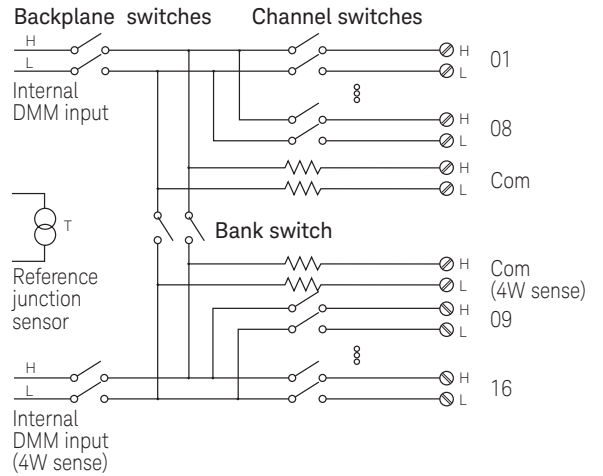 Backplane switches
Channel switches
H
L
Internal
DMM input
H
L
01
H
L
08
H
L
Com
T
Reference
junction
sensor
Bank switch
H
L
Com
(4W sense)
H
L
09
H
L
16
H
L
Internal
DMM input
(4W sense)